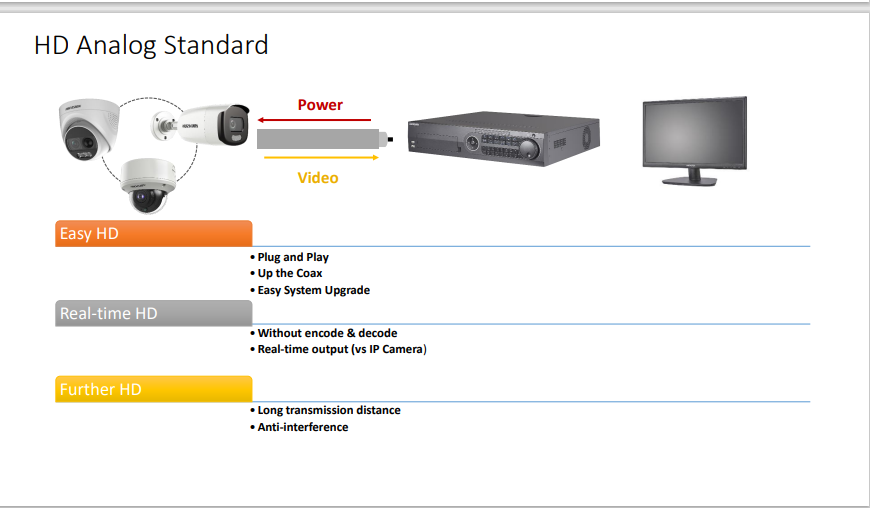 HD Analog Standard
Power
Video
Easy HD
• Plug and Play
• Up the Coax
• Easy System Upgrade
Real-time HD
• Without encode & decode
• Real-time output (vs IP Camera)
Further HD
• Long transmission distance
• Anti-interference